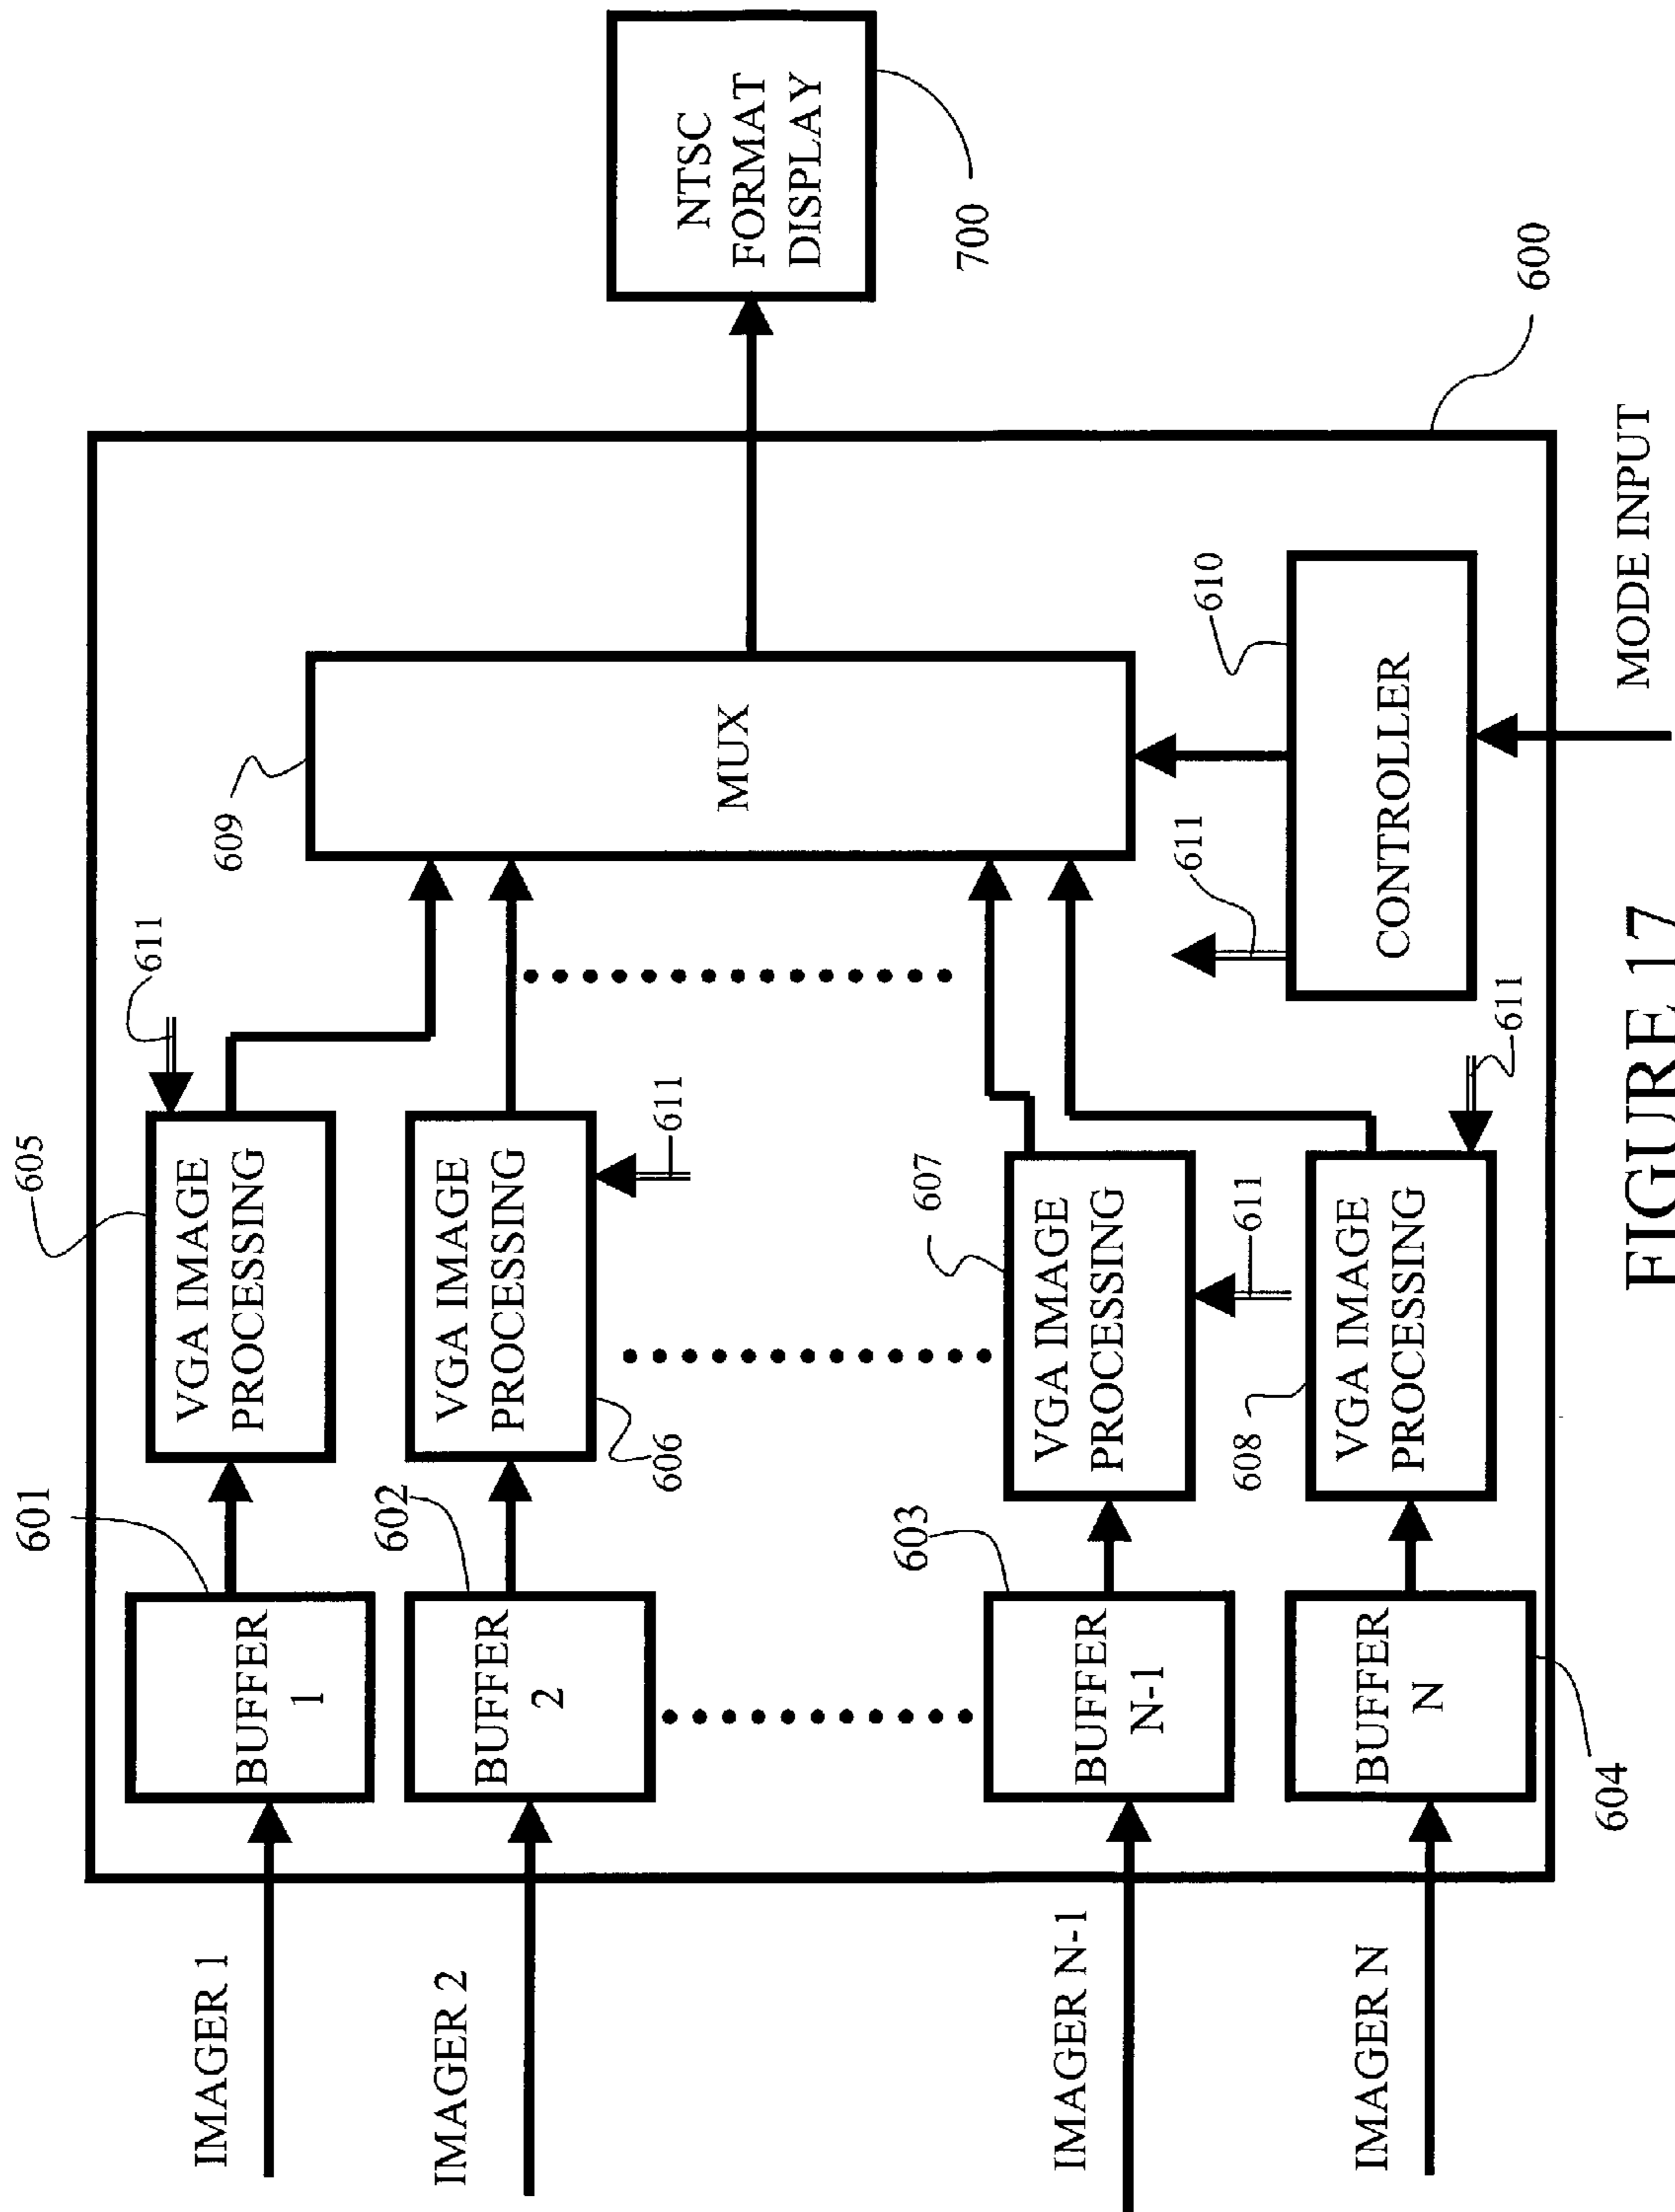 IMAGER 1
IMAGER 2
IMAGER N-1
IMAGER N
601
BUFFER
1
602
BUFFER
2
603
BUFFER
N-1
BUFFER
N
604
605
VGA IMAGE
PROCESSING
611
VGA IMAGE
PROCESSING
606
611
607
VGA IMAGE
PROCESSING
611
608
VGA IMAGE
PROCESSING
611
609
MUX
611
610
CONTROLLER
MODE INPUT
600
NTSC
FORMAT
DISPLAY
700
FIGURE 17